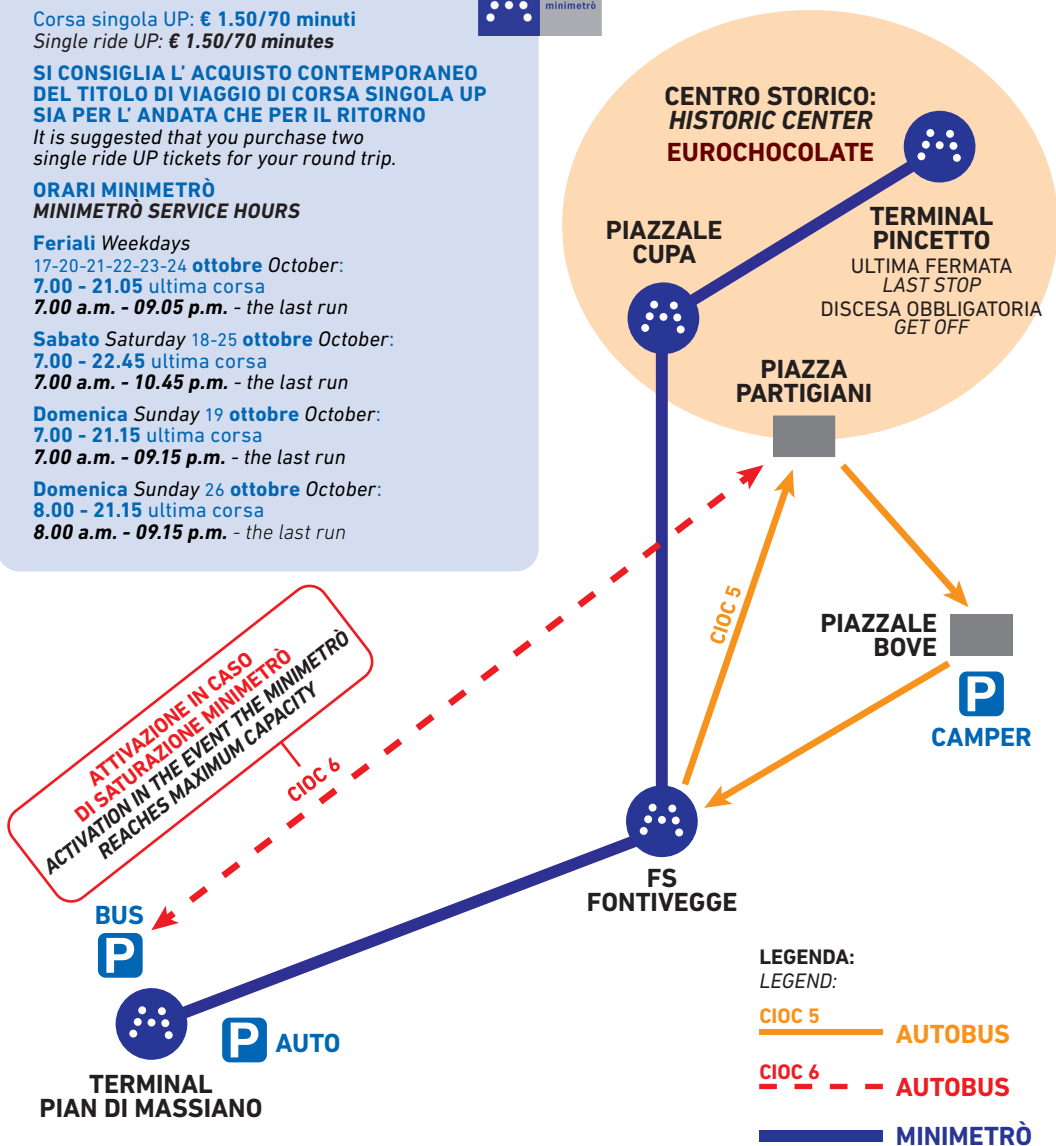 Corsa singola UP: € 1.50/70 minuti
Single ride UP: € 1.50/70 minutes
SI CONSIGLIA L' ACQUISTO CONTEMPORANEO
DEL TITOLO DI VIAGGIO DI CORSA SINGOLA UP
SIA PER L' ANDATA CHE PER IL RITORNO
It is suggested that you purchase two
single ride UP tickets for your round trip.
ORARI MINIMETRÒ
MINIMETRÒ SERVICE HOURS
Feriali Weekdays
17-20-21-22-23-24 ottobre October:
7.00 - 21.05 ultima corsa
7.00 a.m. - 09.05 p.m. - the last run
Sabato Saturday 18-25 ottobre October:
7.00 - 22.45 ultima corsa
7.00 a.m. - 10.45 p.m. - the last run
Domenica Sunday 19 ottobre October:
7.00 - 21.15 ultima corsa
7.00 a.m. - 09.15 p.m. - the last run
Domenica Sunday 26 ottobre October:
8.00 - 21.15 ultima corsa
8.00 a.m. - 09.15 p.m. - the last run
minimetrò
CENTRO STORICO:
HISTORIC CENTER
EUROCHOCOLATE
PIAZZALE
CUPA
TERMINAL
PINCETTO
ULTIMA FERMATA
LAST STOP
DISCESA OBBLIGATORIA
GET OFF
PIAZZA
PARTIGIANI
CIOC 5
PIAZZALE
BOVE
P
CAMPER
ATTIVAZIONE IN CASO
DI SATURAZIONE MINIMETRÒ
ACTIVATION IN THE EVENT THE MINIMETRÒ
REACHES MAXIMUM CAPACITY
CIOC 6
FS
FONTIVEGGE
BUS
P
P AUTO
TERMINAL
PIAN DI MASSIANO
LEGENDA:
LEGEND:
CIOC 5
AUTOBUS
CIOC 6
AUTOBUS
MINIMETRÒ